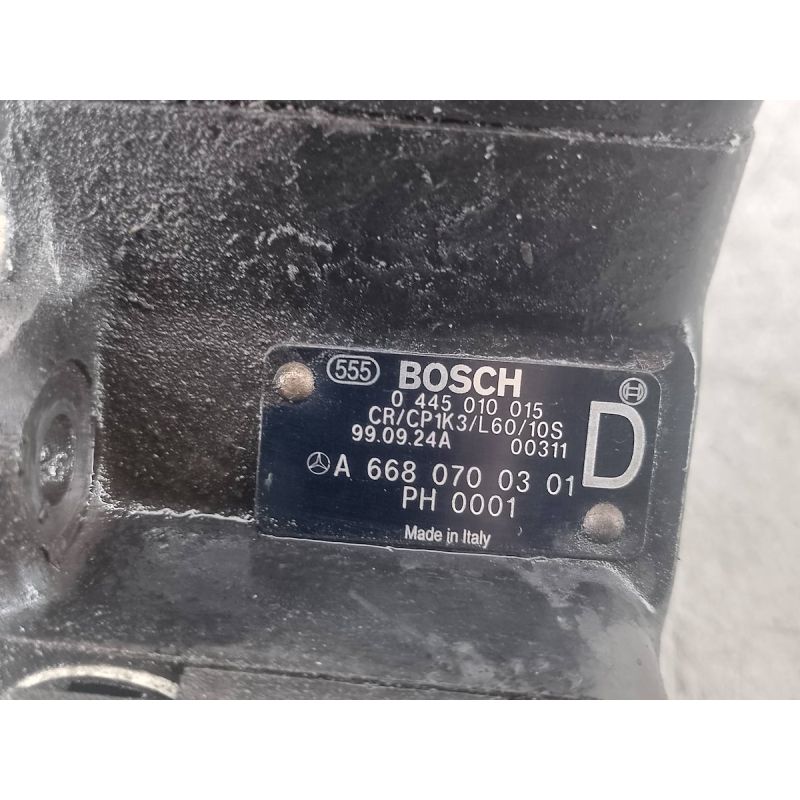 555 BOSCH
0 445 010 015
CR/CP1K3/L60/10S
99.09.24A 00311
D
A 668 070 03 01
PH 0001
Made in Italy